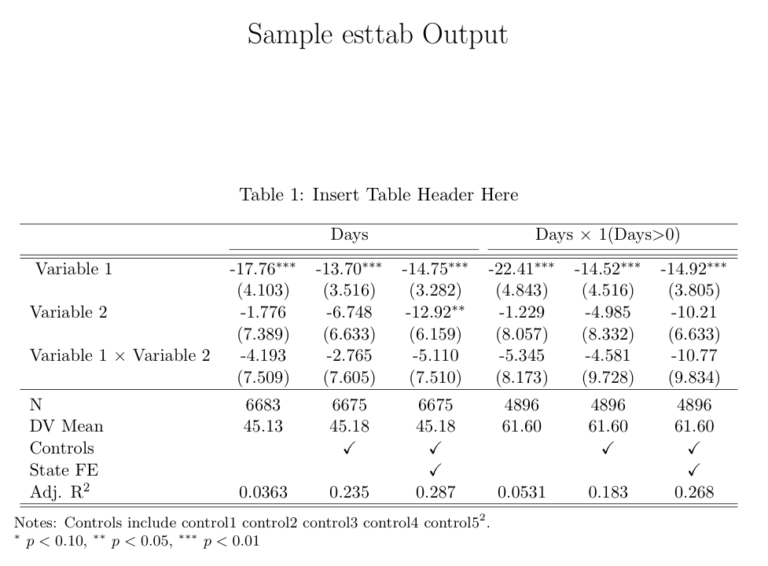 Sample esttab Output
Table 1: Insert Table Header Here
Days Days × 1(Days>0)
Variable 1 -17.76*** -13.70*** -14.75*** -22.41*** -14.52*** -14.92***
(4.103) (3.516) (3.282) (4.843) (4.516) (3.805)
Variable 2 -1.776 -6.748 -12.92** -1.229 -4.985 -10.21
(7.389) (6.633) (6.159) (8.057) (8.332) (6.633)
Variable 1 × Variable 2 -4.193 -2.765 -5.110 -5.345 -4.581 -10.77
(7.509) (7.605) (7.510) (8.173) (9.728) (9.834)
N 6683 6675 6675 4896 4896 4896
DV Mean 45.13 45.18 45.18 61.60 61.60 61.60
Controls ✓ ✓ ✓ ✓
State FE ✓ ✓
Adj. R² 0.0363 0.235 0.287 0.0531 0.183 0.268
Notes: Controls include control1 control2 control3 control4 control5².
* p < 0.10, ** p < 0.05, *** p < 0.01